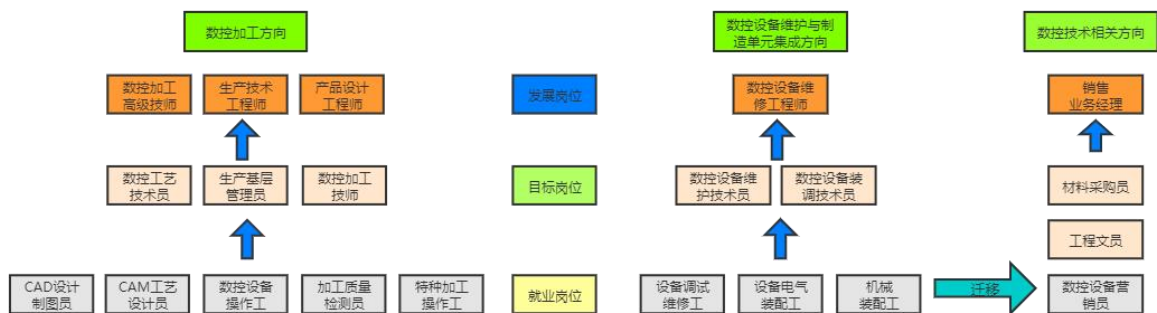 数控加工方向
数控设备维护与制
造单元集成方向
数控技术相关方向
数控加工
高级技师
生产技术
工程师
产品设计
工程师
发展岗位
数控设备维
修工程师
销售
业务经理
数控工艺
技术员
生产基层
管理员
数控加工
技师
目标岗位
数控设备维
护技术员
数控设备装
调技术员
材料采购员
工程文员
CAD设计
制图员
CAM工艺
设计员
数控设备
操作工
加工质量
检测员
特种加工
操作工
就业岗位
设备调试
维修工
设备电气
装配工
机械
装配工
迁移
数控设备营
销员